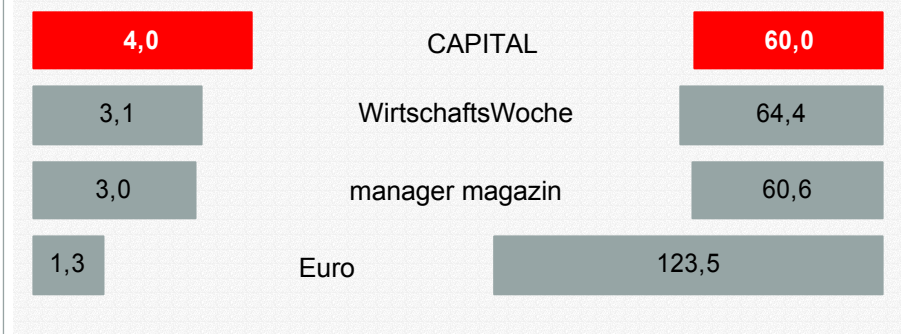 4,0 CAPITAL 60,0
3,1 WirtschaftsWoche 64,4
3,0 manager magazin 60,6
1,3 Euro 123,5